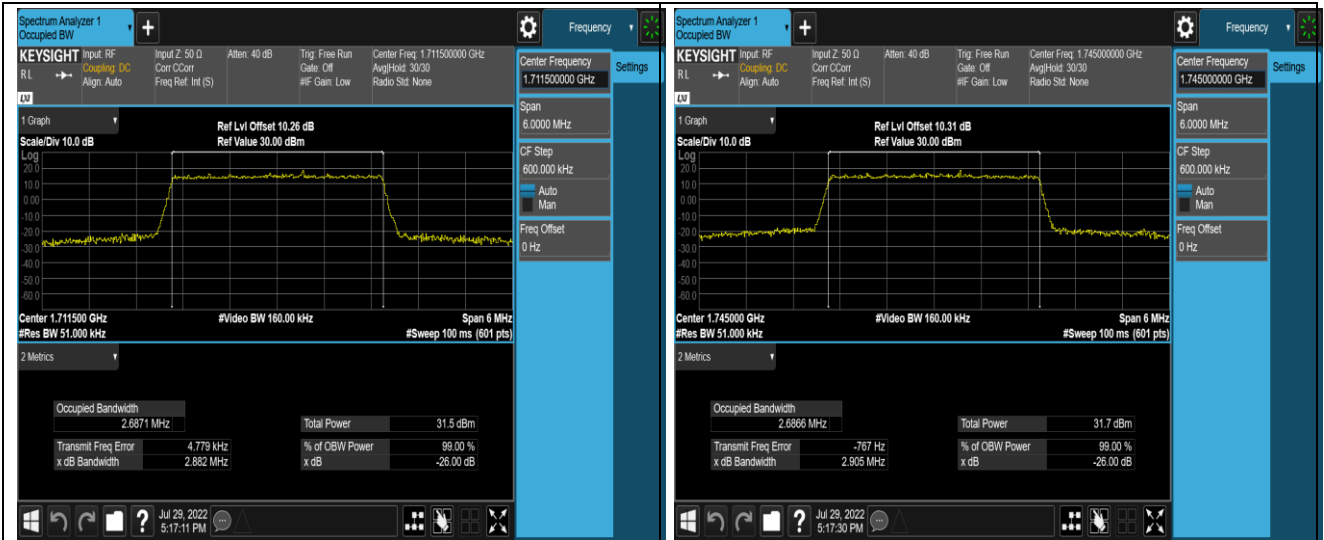 Spectrum Analyzer 1
Occupied BW
Frequency
KEYSIGHT
RL
LXI
Input: RF
Coupling: DC
Align: Auto
Input Z: 50 Ω
Corr CCorr
Freq Ref: Int (S)
Atten: 40 dB
Trig: Free Run
Gate: Off
#IF Gain: Low
Center Freq: 1.711500000 GHz
Avg|Hold: 30/30
Radio Std: None
Center Frequency
1.711500000 GHz
Settings
Span
6.0000 MHz
CF Step
600.000 kHz
Auto
Man
Freq Offset
0 Hz
1 Graph
Scale/Div 10.0 dB
Ref Lvl Offset 10.26 dB
Ref Value 30.00 dBm
Log
20.0
10.0
0.00
-10.0
-20.0
-30.0
-40.0
-50.0
-60.0
Center 1.711500 GHz
#Video BW 160.00 kHz
Span 6 MHz
#Res BW 51.000 kHz
#Sweep 100 ms (601 pts)
2 Metrics
Occupied Bandwidth
2.6871 MHz
Total Power 31.5 dBm
Transmit Freq Error 4.779 kHz
% of OBW Power 99.00 %
x dB Bandwidth 2.882 MHz
x dB -26.00 dB
?
Jul 29, 2022
5:17:11 PM
Spectrum Analyzer 1
Occupied BW
Frequency
KEYSIGHT
RL
LXI
Input: RF
Coupling: DC
Align: Auto
Input Z: 50 Ω
Corr CCorr
Freq Ref: Int (S)
Atten: 40 dB
Trig: Free Run
Gate: Off
#IF Gain: Low
Center Freq: 1.745000000 GHz
Avg|Hold: 30/30
Radio Std: None
Center Frequency
1.745000000 GHz
Settings
Span
6.0000 MHz
CF Step
600.000 kHz
Auto
Man
Freq Offset
0 Hz
1 Graph
Scale/Div 10.0 dB
Ref Lvl Offset 10.31 dB
Ref Value 30.00 dBm
Log
20.0
10.0
0.00
-10.0
-20.0
-30.0
-40.0
-50.0
-60.0
Center 1.745000 GHz
#Video BW 160.00 kHz
Span 6 MHz
#Res BW 51.000 kHz
#Sweep 100 ms (601 pts)
2 Metrics
Occupied Bandwidth
2.6866 MHz
Total Power 31.7 dBm
Transmit Freq Error -767 Hz
% of OBW Power 99.00 %
x dB Bandwidth 2.905 MHz
x dB -26.00 dB
?
Jul 29, 2022
5:17:30 PM